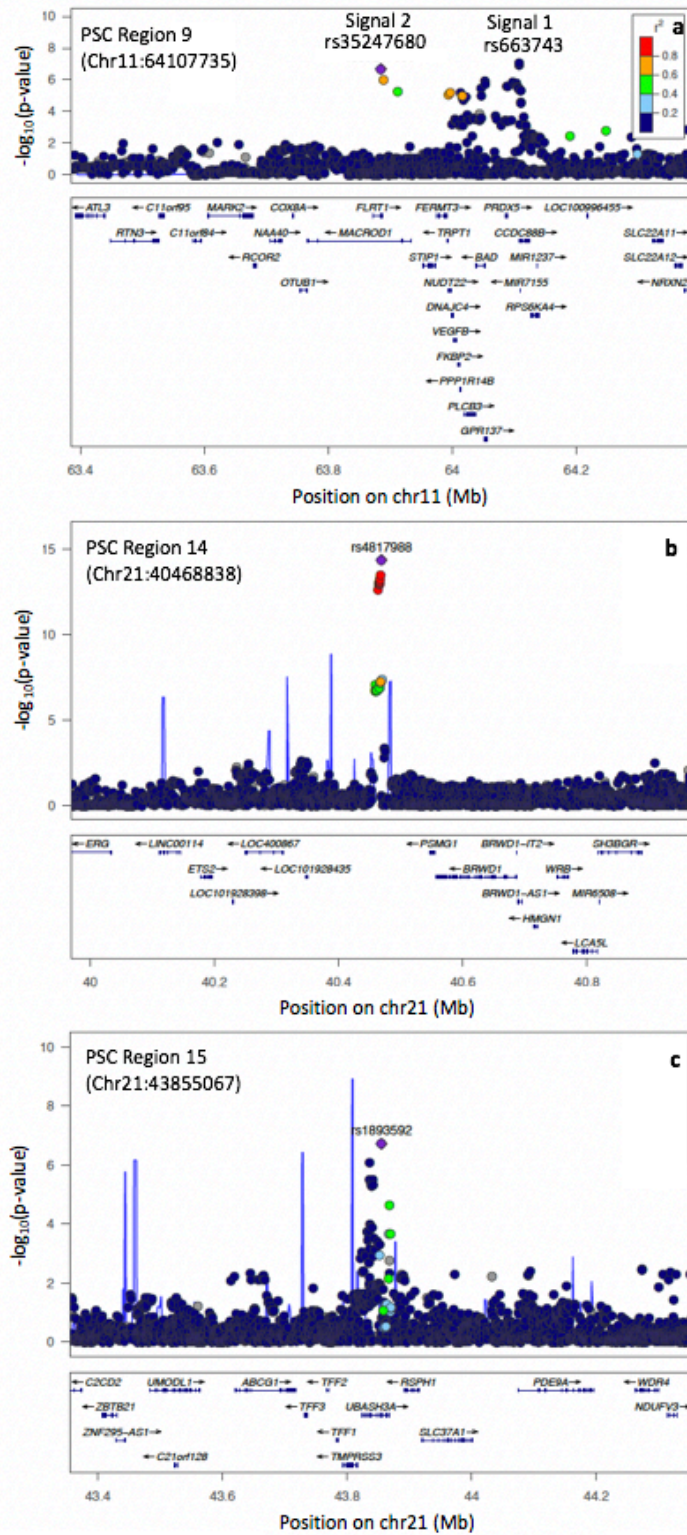 Signal 2 Signal 1 a
PSC Region 9 rs35247680 rs663743
(Chr11:64107735)
r²
0.8
0.6
0.4
0.2
10
8
6
4
2
0
-log₁₀(p-value)
←ATL3 ←C11orf95 MARK2→ COX8A→ FLRT1→ FERMT3→ PRDX5→ LOC100996455→
RTN3→ C11orf84→ NAA40→ ←MACROD1 ←TRPT1 CCDC88B→ SLC22A11→
←RCOR2 STIP1→ ←BAD MIR1237→ SLC22A12→
OTUB1→ NUDT22→ ←MIR7155 ←NRXN2
DNAJC4→ RPS6KA4→
VEGFB→
FKBP2→
←PPP1R14B
PLCB3→
GPR137→
63.4 63.6 63.8 64 64.2
Position on chr11 (Mb)
PSC Region 14 rs4817988 b
(Chr21:40468838)
15
10
5
0
-log₁₀(p-value)
←ERG ←LINC00114 ←LOC400867 ←PSMG1 BRWD1-IT2→ SH3BGR→
ETS2→ ←LOC101928435 ←BRWD1 WRB→
LOC101928398→ BRWD1-AS1→ MIR6508→
←HMGN1
←LCA5L
40 40.2 40.4 40.6 40.8
Position on chr21 (Mb)
PSC Region 15 c
(Chr21:43855067)
rs1893592
10
8
6
4
2
0
-log₁₀(p-value)
←C2CD2 UMODL1→ ABCG1→ ←TFF2 ←RSPH1 PDE9A→ ←WDR4
←ZBTB21 ←TFF3 UBASH3A→ NDUFV3→
ZNF295-AS1→ ←TFF1 SLC37A1→
←C21orf128 ←TMPRSS3
43.4 43.6 43.8 44 44.2
Position on chr21 (Mb)